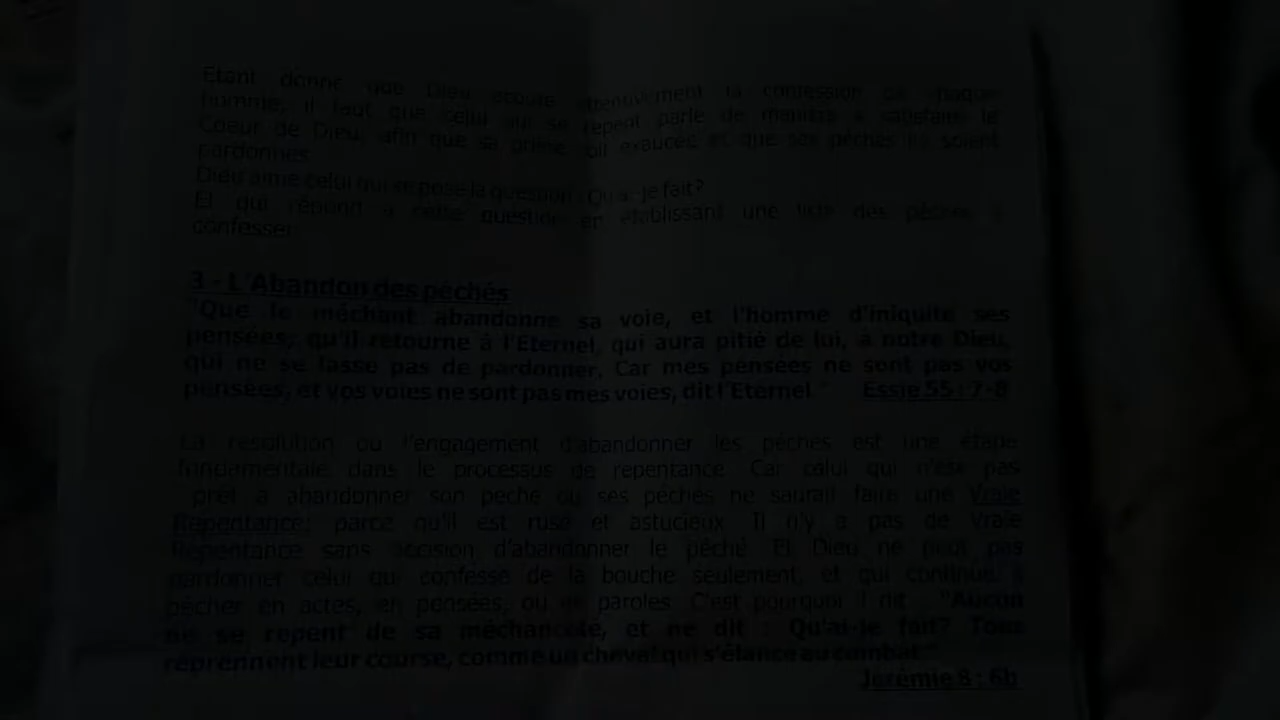 Etant donné que Dieu écoute attentivement la confession de chaque
homme, il faut que celui qui se repent parle de manière à satisfaire le
Coeur de Dieu, afin que sa prière soit exaucée et que ses péchés lui soient
pardonnés.
Dieu aime celui qui se pose la question : Qu'ai-je fait?
Et qui répond à cette question en établissant une liste des péchés à
confesser.
3 - L'Abandon des péchés
"Que le méchant abandonne sa voie, et l'homme d'iniquité ses
pensées; qu'il retourne à l'Eternel, qui aura pitié de lui, à notre Dieu,
qui ne se lasse pas de pardonner. Car mes pensées ne sont pas vos
pensées, et vos voies ne sont pas mes voies, dit l'Eternel." Essie 55 : 7-8
La résolution ou l'engagement d'abandonner les péchés est une étape
fondamentale dans le processus de repentance. Car celui qui n'est pas
prêt à abandonner son péché ou ses péchés ne saurait faire une Vraie
Repentance; parce qu'il est rusé et astucieux. Il n'y a pas de Vraie
Repentance sans décision d'abandonner le péché. Et Dieu ne peut pas
pardonner celui qui confesse de la bouche seulement, et qui continue à
pécher en actes, en pensées, ou en paroles. C'est pourquoi il dit : "Aucun
ne se repent de sa méchanceté, et ne dit : Qu'ai-je fait? Tous
reprennent leur course, comme un cheval qui s'élance au combat."
Jérémie 8 : 6b